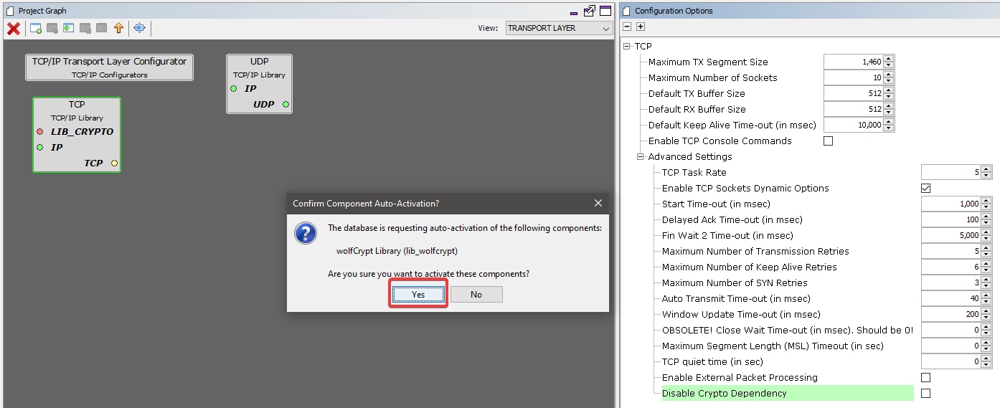 Project Graph
View:
TRANSPORT LAYER
TCP/IP Transport Layer Configurator
TCP/IP Configurators
UDP
TCP/IP Library
IP
UDP
TCP
TCP/IP Library
LIB_CRYPTO
IP
TCP
Confirm Component Auto-Activation?
The database is requesting auto-activation of the following components:
wolfCrypt Library (lib_wolfcrypt)
Are you sure you want to activate these components?
Yes No
Configuration Options
TCP
Maximum TX Segment Size 1,460
Maximum Number of Sockets 10
Default TX Buffer Size 512
Default RX Buffer Size 512
Default Keep Alive Time-out (in msec) 10,000
Enable TCP Console Commands
Advanced Settings
TCP Task Rate 5
Enable TCP Sockets Dynamic Options
Start Time-out (in msec) 1,000
Delayed Ack Time-out (in msec) 100
Fin Wait 2 Time-out (in msec) 5,000
Maximum Number of Transmission Retries 5
Maximum Number of Keep Alive Retries 6
Maximum Number of SYN Retries 3
Auto Transmit Time-out (in msec) 40
Window Update Time-out (in msec) 200
OBSOLETE! Close Wait Time-out (in msec). Should be 0! 0
Maximum Segment Length (MSL) Timeout (in sec) 0
TCP quiet time (in sec) 0
Enable External Packet Processing
Disable Crypto Dependency